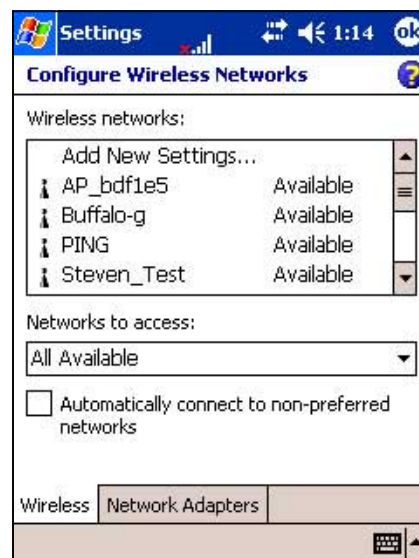 Settings 1:14 ok
Configure Wireless Networks ?
Wireless networks:
Add New Settings...
AP_bdf1e5 Available
Buffalo-g Available
PING Available
Steven_Test Available
Networks to access:
All Available
Automatically connect to non-preferred
networks
Wireless Network Adapters